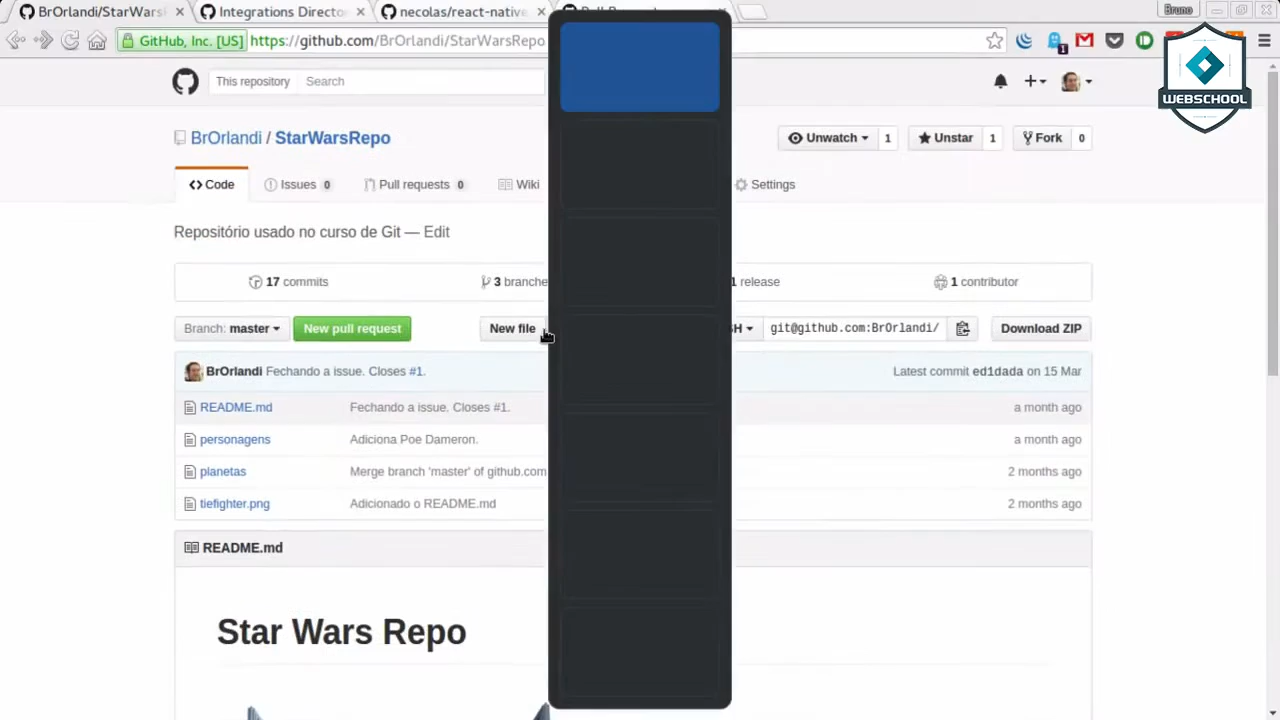 BrOrlandi/StarWars
Integrations Director
necolas/react-native
Bruno
GitHub, Inc. [US]
https://github.com/BrOrlandi/StarWarsRepo
1
WEBSCHOOL
This repository
Search
BrOrlandi / StarWarsRepo
Unwatch 1
Unstar 1
Fork 0
Code
Issues 0
Pull requests 0
Wiki
Settings
Repositório usado no curso de Git — Edit
17 commits
3 branche
1 release
1 contributor
Branch: master
New pull request
New file
SH
git@github.com:BrOrlandi/
Download ZIP
BrOrlandi Fechando a issue. Closes #1.
Latest commit ed1dada on 15 Mar
README.md
Fechando a issue. Closes #1.
a month ago
personagens
Adiciona Poe Dameron.
a month ago
planetas
Merge branch 'master' of github.com
2 months ago
tiefighter.png
Adicionado o README.md
2 months ago
README.md
Star Wars Repo